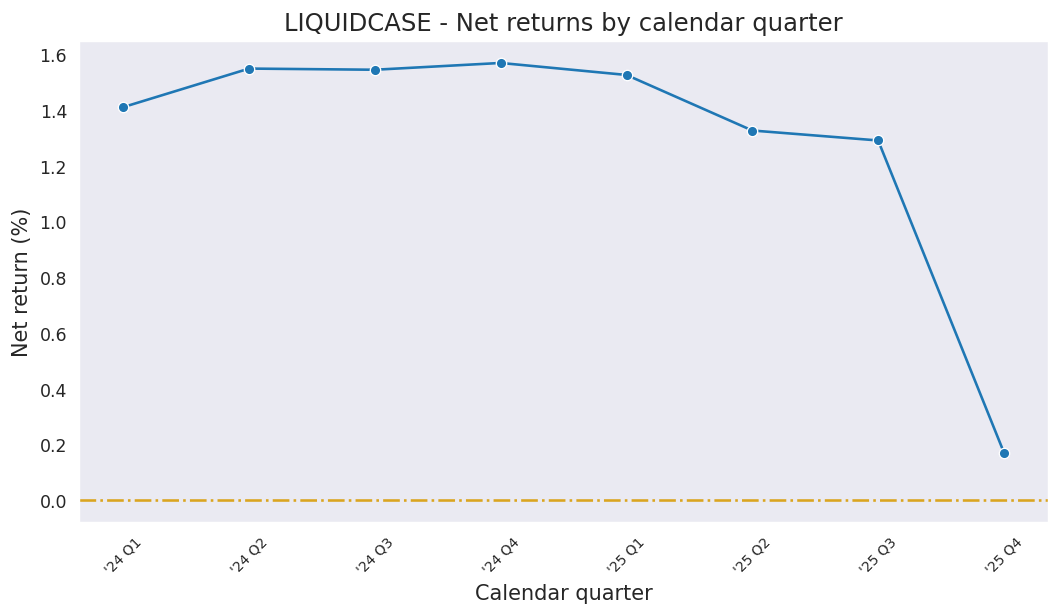 LIQUIDCASE - Net returns by calendar quarter
Net return (%)
1.6
1.4
1.2
1.0
0.8
0.6
0.4
0.2
0.0
'24 Q1
'24 Q2
'24 Q3
'24 Q4
'25 Q1
'25 Q2
'25 Q3
'25 Q4
Calendar quarter